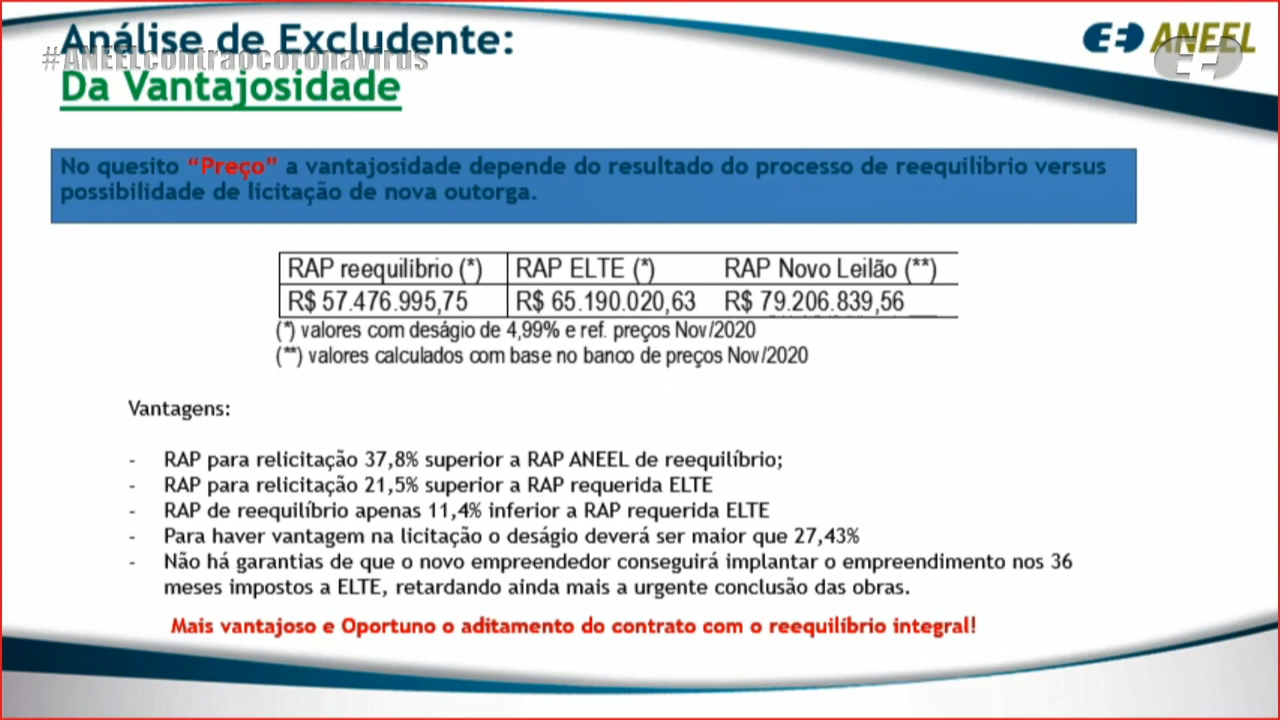 Análise de Excludente:
#ANEELcontraocoronavirus
Da Vantajosidade
ANEEL
No quesito “Preço” a vantajosidade depende do resultado do processo de reequilíbrio versus
possibilidade de licitação de nova outorga.
RAP reequilibrio (*) RAP ELTE (*) RAP Novo Leilão (**)
R$ 57.476.995,75 R$ 65.190.020,63 R$ 79.206.839,56
(*) valores com deságio de 4,99% e ref. preços Nov/2020
(**) valores calculados com base no banco de preços Nov/2020
Vantagens:
- RAP para relicitação 37,8% superior a RAP ANEEL de reequilíbrio;
- RAP para relicitação 21,5% superior a RAP requerida ELTE
- RAP de reequilíbrio apenas 11,4% inferior a RAP requerida ELTE
- Para haver vantagem na licitação o deságio deverá ser maior que 27,43%
- Não há garantias de que o novo empreendedor conseguirá implantar o empreendimento nos 36
meses impostos a ELTE, retardando ainda mais a urgente conclusão das obras.
Mais vantajoso e Oportuno o aditamento do contrato com o reequilíbrio integral!